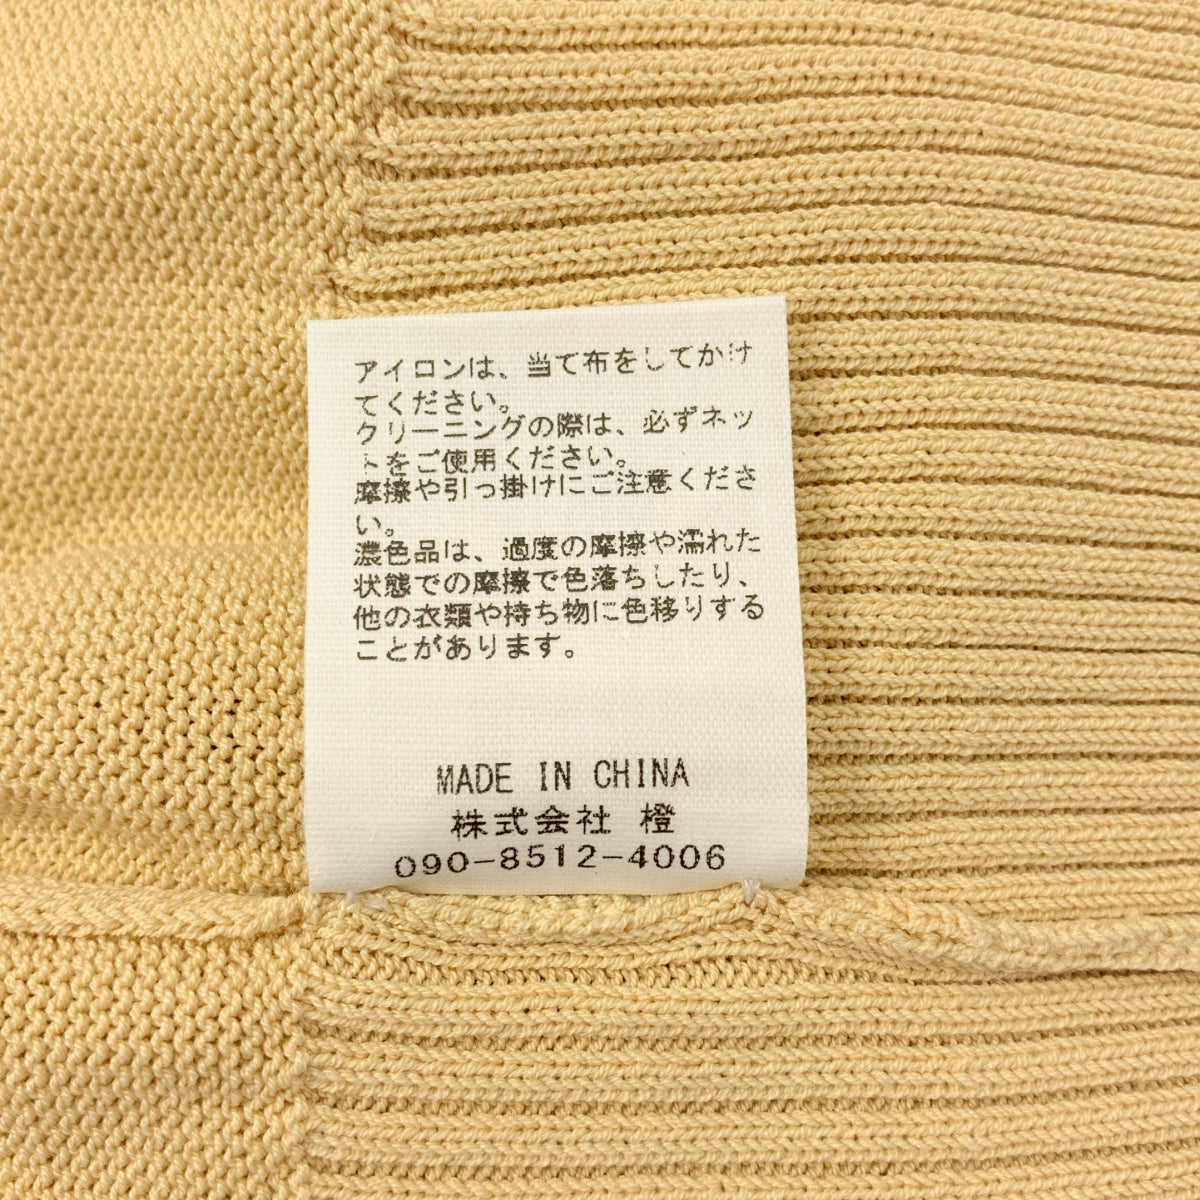 アイロンは、当て布をしてかけ
てください。
クリーニングの際は、必ずネッ
トをご使用ください。
摩擦や引っ掛けにご注意くださ
い。
濃色品は、過度の摩擦や濡れた
状態での摩擦で色落ちしたり、
他の衣類や持ち物に色移りする
ことがあります。
MADE IN CHINA
株式会社 橙
090-8512-4006